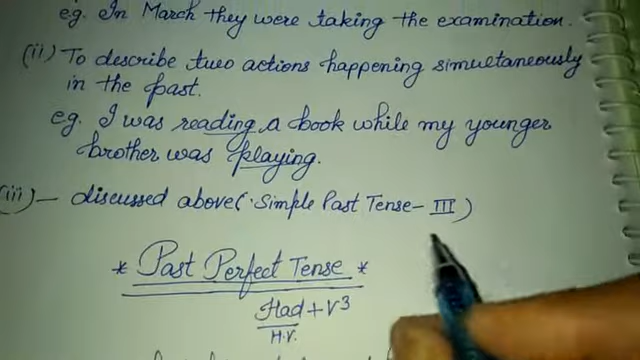 eg. In March they were taking the examination.
(ii) To describe two actions happening simultaneously
in the past.
eg. I was reading a book while my younger
brother was playing.
(iii) – discussed above (Simple Past Tense – III)
* Past Perfect Tense *
Had + V³
H.V.